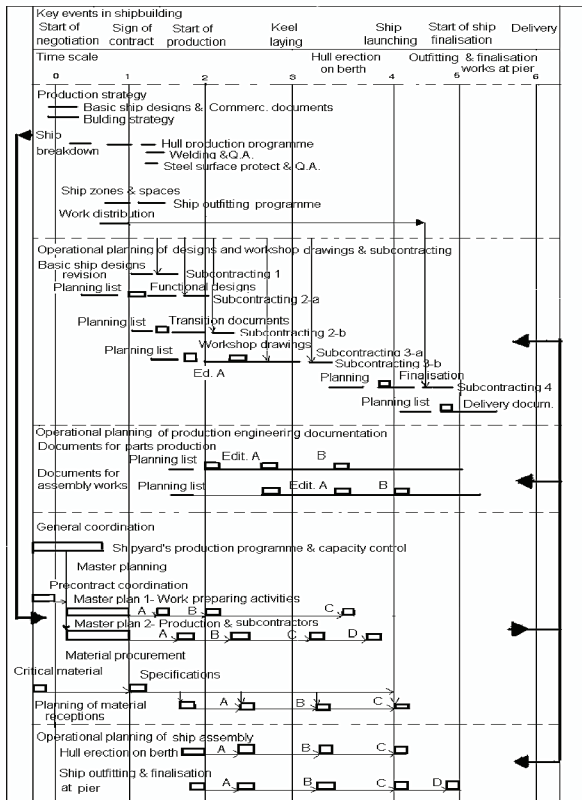 Key events in shipbuilding
Start of negotiation
Sign of contract
Start of production
Keel laying
Ship launching
Start of ship finalisation
Delivery
Time scale
Hull erection on berth
Outfitting & finalisation works at pier
0 1 2 3 4 5 6
Production strategy
Basic ship designs & Commerc. documents
Bulding strategy
Ship breakdown
Hull production programme
Welding &Q.A.
Steel surface protect & Q.A.
Ship zones & spaces
Ship outfitting programme
Work distribution
Operational planning of designs and workshop drawings & subcontracting
Basic ship designs revision
Subcontracting 1
Planning list
Functional designs
Subcontracting 2-a
Planning list
Transition documents
Subcontracting 2-b
Planning list
Workshop drawings
Ed. A
Subcontracting 3-a
Subcontracting 3-b
Planning
Finalisation
Subcontracting 4
Planning list
Delivery docum.
Operational planning of production engineering documentation
Documents for parts production
Planning list
Edit. A
B
Documents for assembly works
Planning list
Edit. A
B
General coordination
Shipyard's production programme & capacity control
Master planning
Precontract coordination
Master plan 1- Work preparing activities
A B C
Master plan 2- Production & subcontractors
A B C D
Material procurement
Critical material
Specifications
Planning of material receptions
A B C
Operational planning of ship assembly
Hull erection on berth
A B C
Ship outfitting & finalisation at pier
A B C D